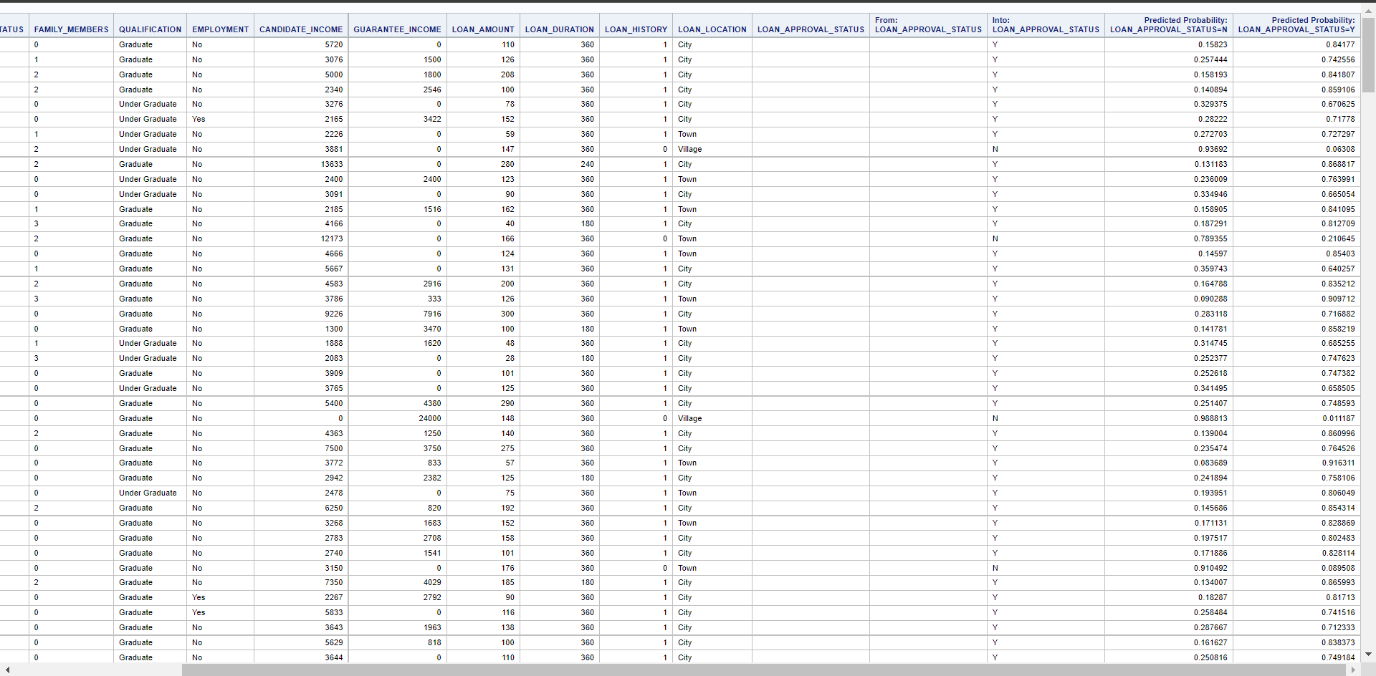 TATUS FAMILY_MEMBERS QUALIFICATION EMPLOYMENT CANDIDATE_INCOME GUARANTEE_INCOME LOAN_AMOUNT LOAN_DURATION LOAN_HISTORY LOAN_LOCATION LOAN_APPROVAL_STATUS From: LOAN_APPROVAL_STATUS Into: LOAN_APPROVAL_STATUS Predicted Probability: LOAN_APPROVAL_STATUS=N Predicted Probability: LOAN_APPROVAL_STATUS=Y
0 Graduate No 5720 0 110 360 1 City Y 0.15823 0.84177
1 Graduate No 3076 1500 126 360 1 City Y 0.257444 0.742556
2 Graduate No 5000 1800 208 360 1 City Y 0.158193 0.841807
2 Graduate No 2340 2546 100 360 1 City Y 0.140894 0.859106
0 Under Graduate No 3276 0 78 360 1 City Y 0.329375 0.670625
0 Under Graduate Yes 2165 3422 152 360 1 City Y 0.28222 0.71778
1 Under Graduate No 2226 0 59 360 1 Town Y 0.272703 0.727297
2 Under Graduate No 3881 0 147 360 0 Village N 0.93692 0.06308
2 Graduate No 13633 0 280 240 1 City Y 0.131183 0.868817
0 Under Graduate No 2400 2400 123 360 1 Town Y 0.236009 0.763991
0 Under Graduate No 3091 0 90 360 1 City Y 0.334946 0.665054
1 Graduate No 2185 1516 162 360 1 Town Y 0.158905 0.841095
3 Graduate No 4166 0 40 180 1 City Y 0.187291 0.812709
2 Graduate No 12173 0 166 360 0 Town N 0.789355 0.210645
0 Graduate No 4666 0 124 360 1 Town Y 0.14597 0.85403
1 Graduate No 5667 0 131 360 1 City Y 0.359743 0.640257
2 Graduate No 4583 2916 200 360 1 City Y 0.164788 0.835212
3 Graduate No 3786 333 126 360 1 Town Y 0.090288 0.909712
0 Graduate No 9226 7916 300 360 1 City Y 0.283118 0.716882
0 Graduate No 1300 3470 100 180 1 Town Y 0.141781 0.858219
1 Under Graduate No 1888 1620 48 360 1 City Y 0.314745 0.685255
3 Under Graduate No 2083 0 28 180 1 City Y 0.252377 0.747623
0 Graduate No 3909 0 101 360 1 City Y 0.252618 0.747382
0 Under Graduate No 3765 0 125 360 1 City Y 0.341495 0.658505
0 Graduate No 5400 4380 290 360 1 City Y 0.251407 0.748593
0 Graduate No 0 24000 148 360 0 Village N 0.988813 0.011187
2 Graduate No 4363 1250 140 360 1 City Y 0.139004 0.860996
0 Graduate No 7500 3750 275 360 1 City Y 0.235474 0.764526
0 Graduate No 3772 833 57 360 1 Town Y 0.083689 0.916311
0 Graduate No 2942 2382 125 180 1 City Y 0.241894 0.758106
0 Under Graduate No 2478 0 75 360 1 Town Y 0.193951 0.806049
2 Graduate No 6250 820 192 360 1 City Y 0.145686 0.854314
0 Graduate No 3268 1683 152 360 1 Town Y 0.171131 0.828869
0 Graduate No 2783 2708 158 360 1 City Y 0.197517 0.802483
0 Graduate No 2740 1541 101 360 1 City Y 0.171886 0.828114
0 Graduate No 3150 0 176 360 0 Town N 0.910492 0.089508
2 Graduate No 7350 4029 185 180 1 City Y 0.134007 0.865993
0 Graduate Yes 2267 2792 90 360 1 City Y 0.18287 0.81713
0 Graduate Yes 5833 0 116 360 1 City Y 0.258484 0.741516
0 Graduate No 3643 1963 138 360 1 City Y 0.287667 0.712333
0 Graduate No 5629 818 100 360 1 City Y 0.161627 0.838373
0 Graduate No 3644 0 110 360 1 City Y 0.250816 0.749184